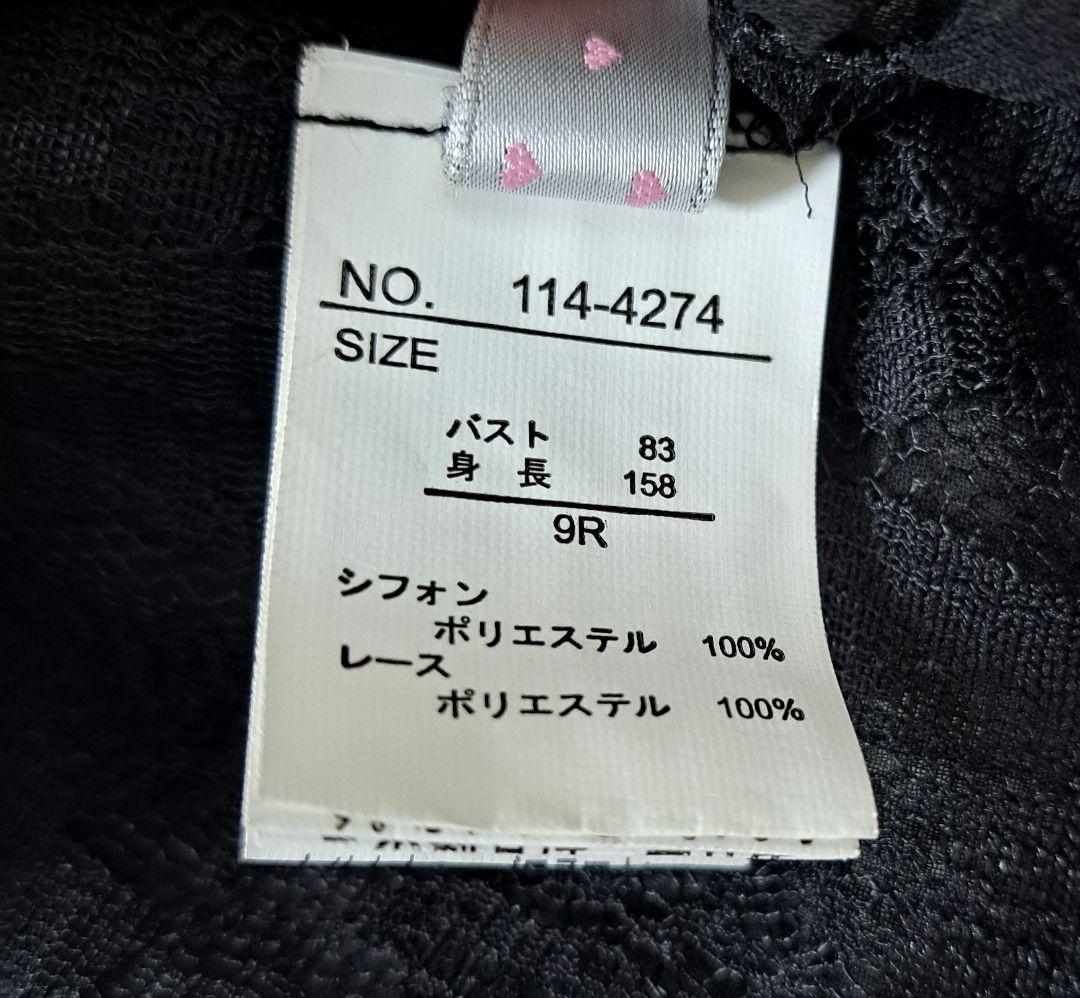 NO. 114-4274
SIZE
バスト 83
身長 158
9R
シフォン
ポリエステル 100%
レース
ポリエステル 100%